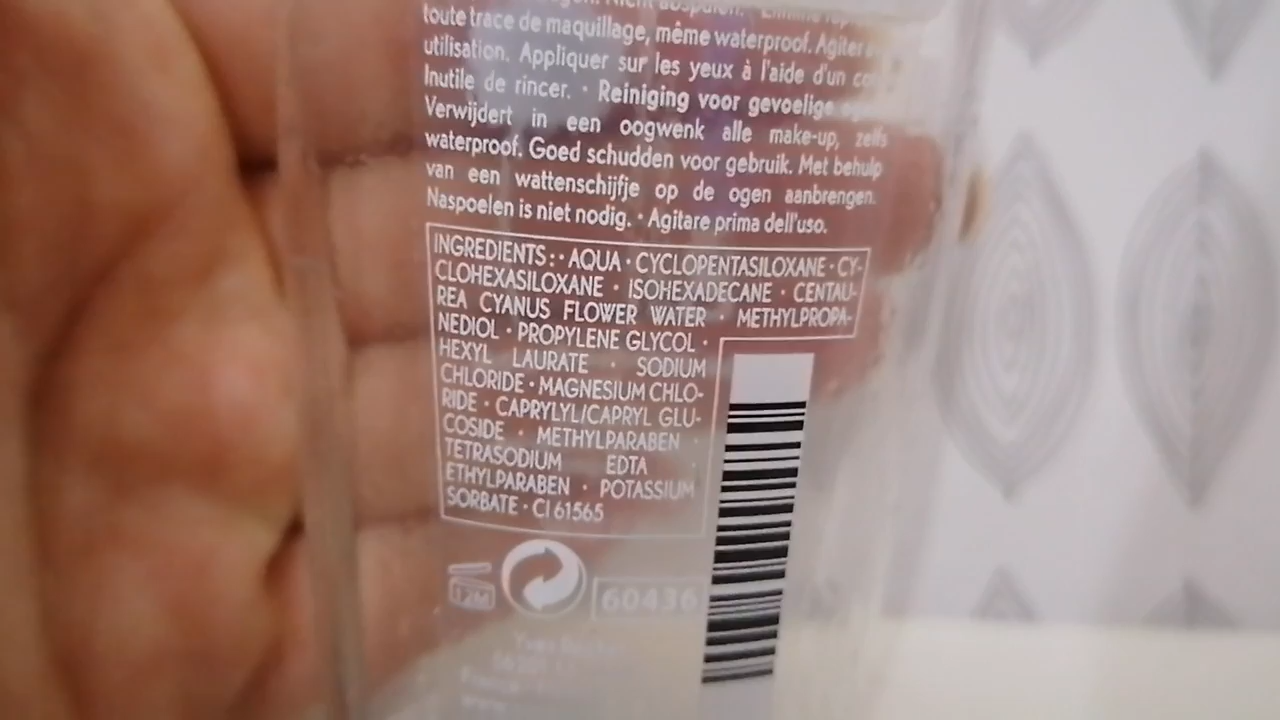 Nicht abspülen. •
toute trace de maquillage, même waterproof. Agiter
utilisation. Appliquer sur les yeux à l'aide d'un
Inutile de rincer. • Reiniging voor gevoelige
Verwijdert in een oogwenk alle make-up, zelfs
waterproof. Goed schudden voor gebruik. Met behulp
van een wattenschijfje op de ogen aanbrengen.
Naspoelen is niet nodig. • Agitare prima dell'uso.
INGREDIENTS: • AQUA • CYCLOPENTASILOXANE • CY-
CLOHEXASILOXANE • ISOHEXADECANE • CENTAU-
REA CYANUS FLOWER WATER • METHYLPROPA-
NEDIOL • PROPYLENE GLYCOL •
HEXYL LAURATE • SODIUM
CHLORIDE • MAGNESIUM CHLO-
RIDE • CAPRYLYL/CAPRYL GLU-
COSIDE • METHYLPARABEN •
TETRASODIUM EDTA •
ETHYLPARABEN • POTASSIUM
SORBATE • CI 61565
12M
60436